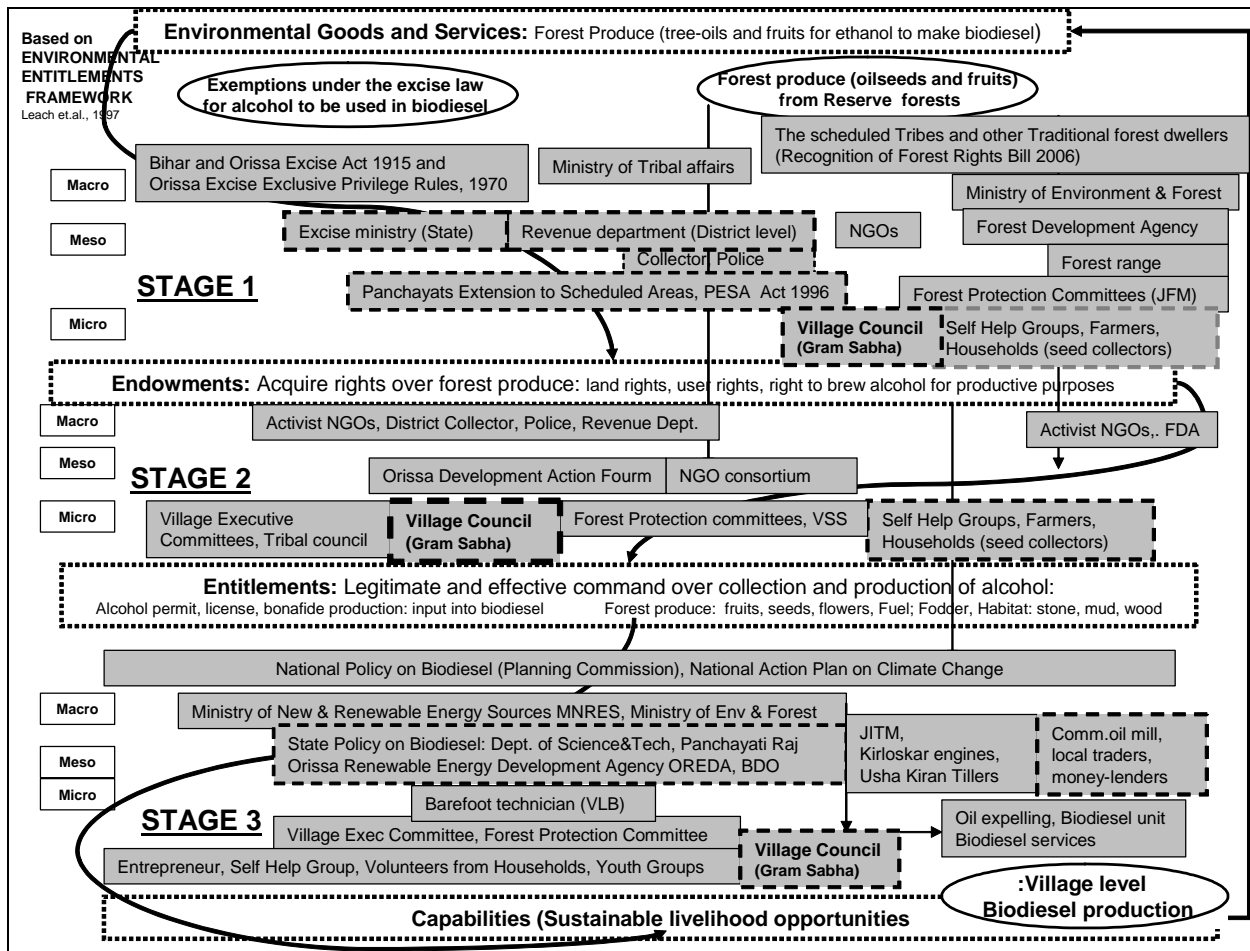 Environmental Goods and Services: Forest Produce (tree-oils and fruits for ethanol to make biodiesel)
Based on
ENVIRONMENTAL
ENTITLEMENTS
FRAMEWORK
Leach et.al., 1997
Exemptions under the excise law
for alcohol to be used in biodiesel
Forest produce (oilseeds and fruits)
from Reserve forests
The scheduled Tribes and other Traditional forest dwellers
(Recognition of Forest Rights Bill 2006)
Bihar and Orissa Excise Act 1915 and
Orissa Excise Exclusive Privilege Rules, 1970
Ministry of Tribal affairs
Macro
Ministry of Environment & Forest
Meso
Excise ministry (State)
Revenue department (District level)
NGOs
Forest Development Agency
Collector, Police
Forest range
STAGE 1
Panchayats Extension to Scheduled Areas, PESA Act 1996
Forest Protection Committees (JFM)
Micro
Village Council
(Gram Sabha)
Self Help Groups, Farmers,
Households (seed collectors)
Endowments: Acquire rights over forest produce: land rights, user rights, right to brew alcohol for productive purposes
Macro
Activist NGOs, District Collector, Police, Revenue Dept.
Activist NGOs,. FDA
Meso
STAGE 2
Orissa Development Action Fourm
NGO consortium
Micro
Village Executive
Committees, Tribal council
Village Council
(Gram Sabha)
Forest Protection committees, VSS
Self Help Groups, Farmers,
Households (seed collectors)
Entitlements: Legitimate and effective command over collection and production of alcohol:
Alcohol permit, license, bonafide production: input into biodiesel
Forest produce: fruits, seeds, flowers, Fuel; Fodder, Habitat: stone, mud, wood
National Policy on Biodiesel (Planning Commission), National Action Plan on Climate Change
Macro
Ministry of New & Renewable Energy Sources MNRES, Ministry of Env & Forest
Meso
State Policy on Biodiesel: Dept. of Science&Tech, Panchayati Raj
Orissa Renewable Energy Development Agency OREDA, BDO
JITM,
Kirloskar engines,
Usha Kiran Tillers
Comm.oil mill,
local traders,
money-lenders
Micro
Barefoot technician (VLB)
STAGE 3
Village Exec Committee, Forest Protection Committee
Oil expelling, Biodiesel unit
Biodiesel services
Entrepreneur, Self Help Group, Volunteers from Households, Youth Groups
Village Council
(Gram Sabha)
:Village level
Biodiesel production
Capabilities (Sustainable livelihood opportunities